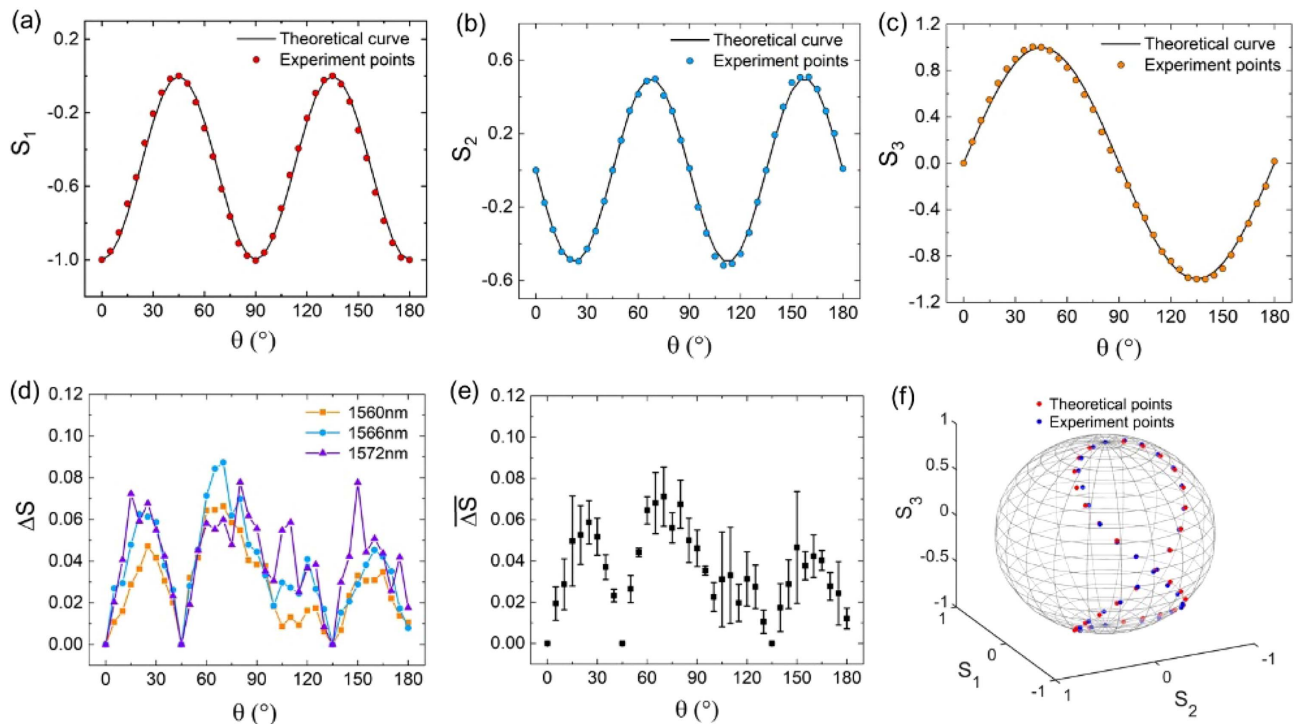 (a)
0.2
-0.2
-0.6
-1.0
S1
Theoretical curve
Experiment points
0 30 60 90 120 150 180
θ (°)
(b)
0.6
0.2
-0.2
-0.6
S2
Theoretical curve
Experiment points
0 30 60 90 120 150 180
θ (°)
(c)
1.2
0.8
0.4
0.0
-0.4
-0.8
-1.2
S3
Theoretical curve
Experiment points
0 30 60 90 120 150 180
θ (°)
(d)
0.12
0.10
0.08
0.06
0.04
0.02
0.00
ΔS
1560nm
1566nm
1572nm
0 30 60 90 120 150 180
θ (°)
(e)
0.12
0.10
0.08
0.06
0.04
0.02
0.00
ΔS
0 30 60 90 120 150 180
θ (°)
(f)
Theoretical points
Experiment points
1
0.5
0
-0.5
-1
S3
1
0
-1
S1
1
0
-1
S2